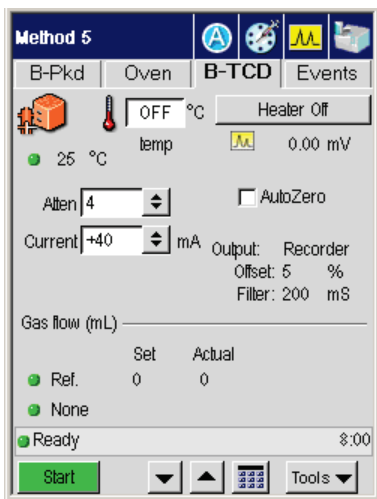 Method 5
B-Pkd Oven B-TCD Events
OFF °C Heater Off
temp 0.00 mV
25 °C
Atten 4 AutoZero
Current +40 mA
Output: Recorder
Offset: 5 %
Filter: 200 mS
Gas flow (mL)
Set Actual
Ref. 0 0
None
Ready 8:00
Start Tools